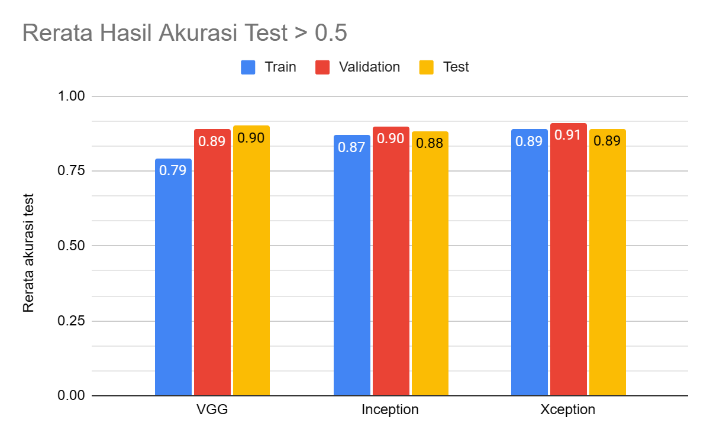 Rerata Hasil Akurasi Test > 0.5
Train Validation Test
Rerata akurasi test
1.00
0.75
0.50
0.25
0.00
0.79 0.89 0.90
0.87 0.90 0.88
0.89 0.91 0.89
VGG Inception Xception